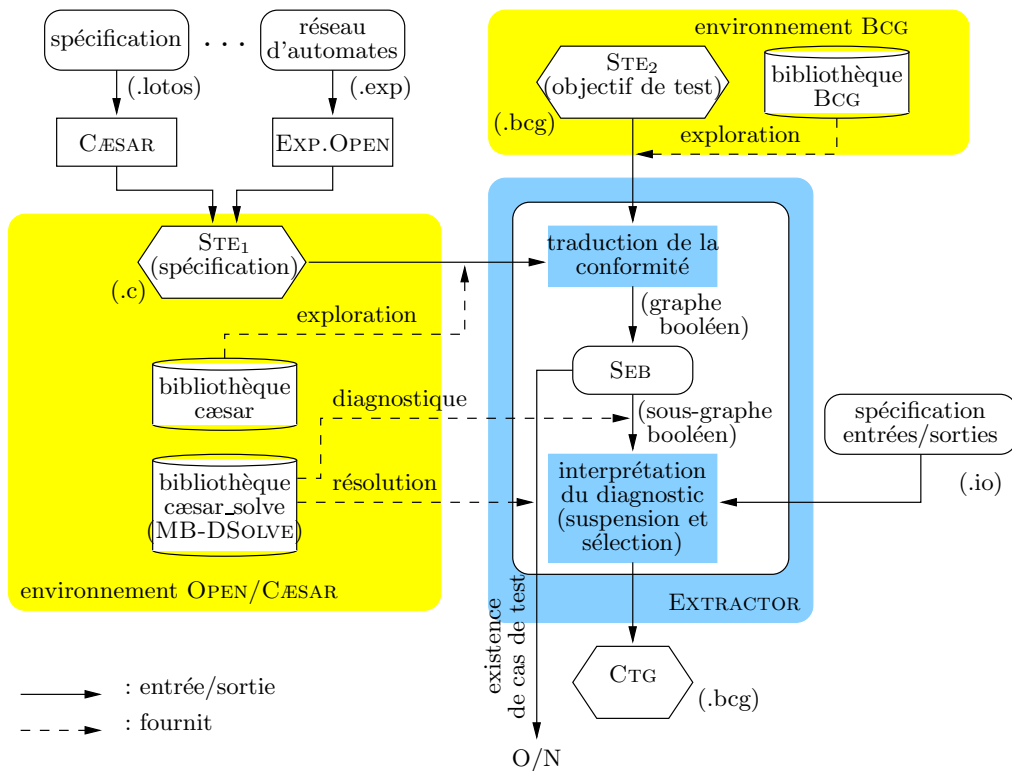 spécification
. . .
réseau
d'automates
(.lotos)
(.exp)
CÆSAR
EXP.OPEN
environnement BCG
STE2
(objectif de test)
bibliothèque
BCG
(.bcg)
exploration
STE1
(spécification)
(.c)
exploration
bibliothèque
cæsar
diagnostique
bibliothèque
cæsar_solve
(MB-DSOLVE)
résolution
environnement OPEN/CÆSAR
traduction de la
conformité
(graphe
booléen)
SEB
(sous-graphe
booléen)
spécification
entrées/sorties
(.io)
interprétation
du diagnostic
(suspension et
sélection)
EXTRACTOR
existence
de cas de test
CTG
(.bcg)
O/N
: entrée/sortie
: fournit